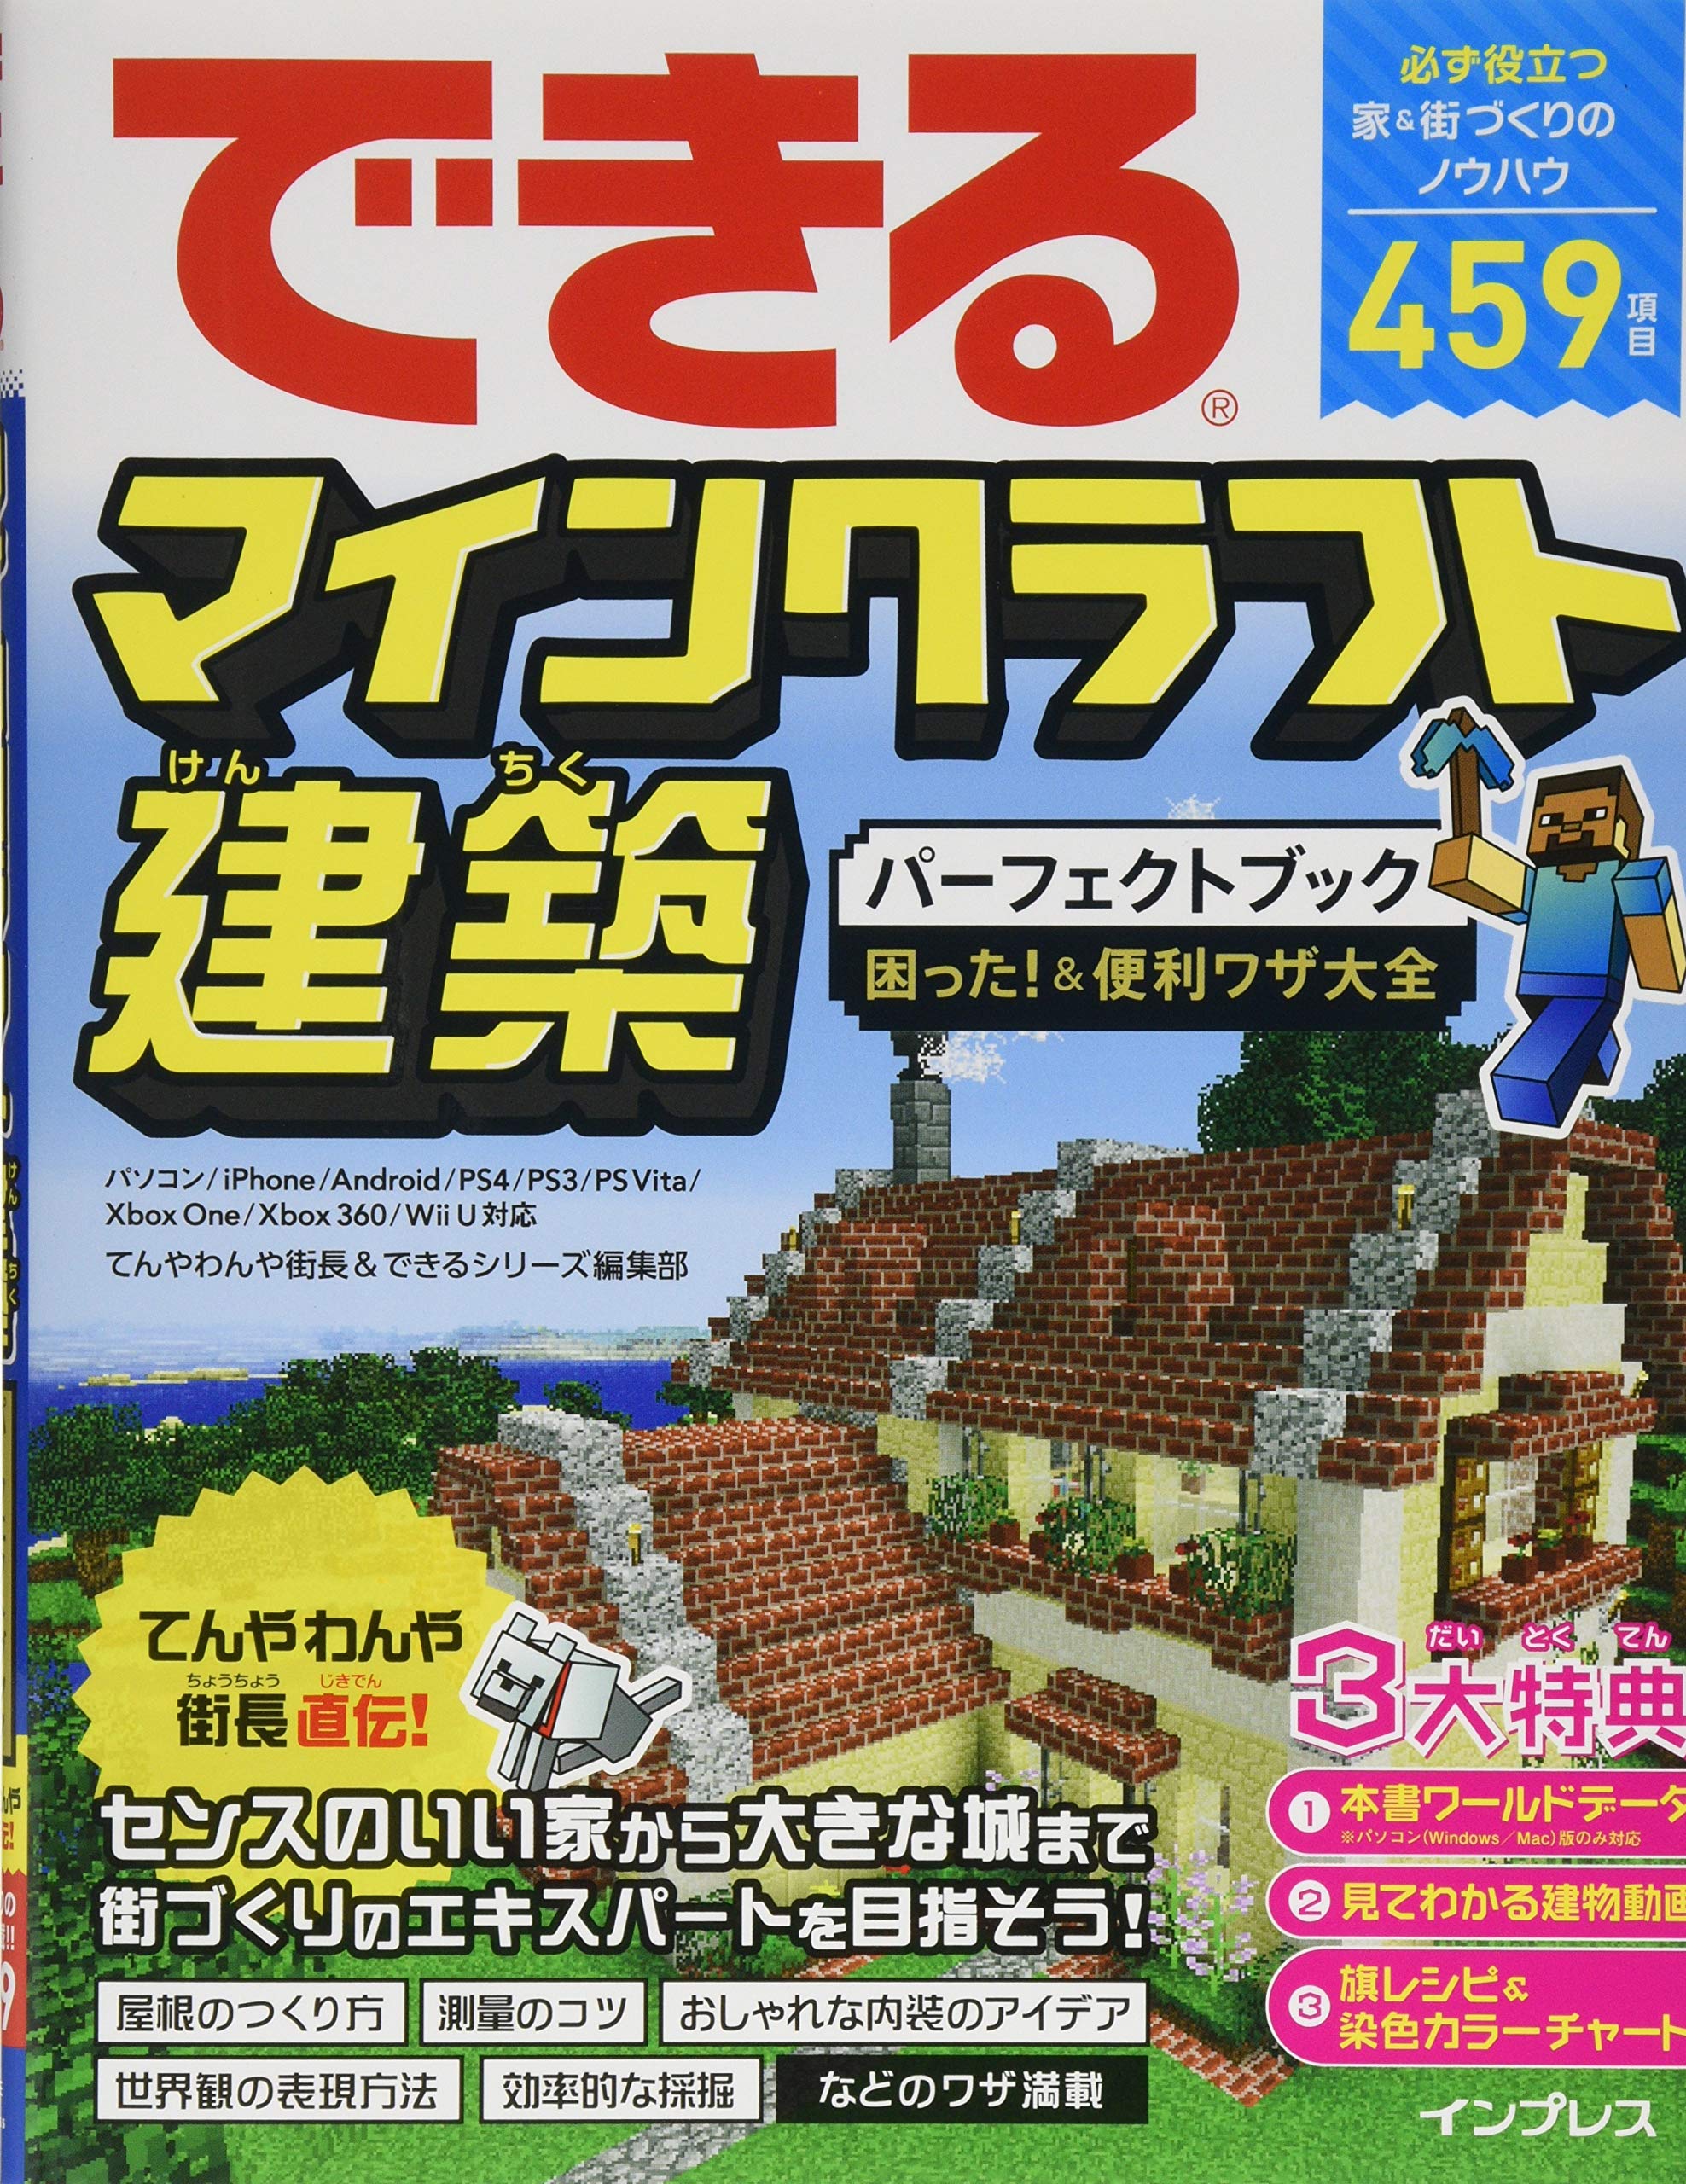 必ず役立つ
家&街づくりの
ノウハウ
459項目
できる®
マインクラフト
けんちく
建築
パーフェクトブック
困った!&便利ワザ大全
パソコン/iPhone/Android/PS4/PS3/PS Vita/
Xbox One/Xbox 360/Wii U対応
てんやわんや街長&できるシリーズ編集部
てんやわんや
ちょうちょう じきでん
街長直伝!
センスのいい家から大きな城まで
街づくりのエキスパートを目指そう!
屋根のつくり方
測量のコツ
おしゃれな内装のアイデア
世界観の表現方法
効率的な採掘
などのワザ満載
だい とく てん
3大特典
1 本書ワールドデータ
※パソコン(Windows/Mac)版のみ対応
2 見てわかる建物動画
3 旗レシピ&
染色カラーチャート
インプレス